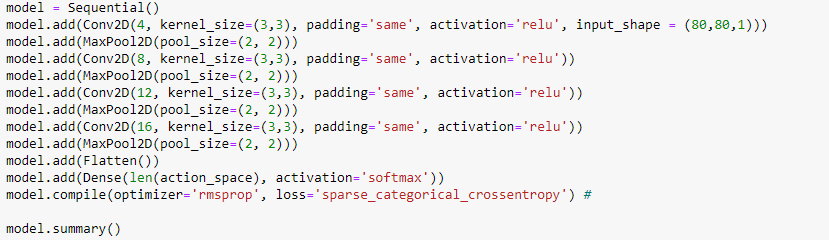 model = Sequential()
model.add(Conv2D(4, kernel_size=(3,3), padding='same', activation='relu', input_shape = (80,80,1)))
model.add(MaxPool2D(pool_size=(2, 2)))
model.add(Conv2D(8, kernel_size=(3,3), padding='same', activation='relu'))
model.add(MaxPool2D(pool_size=(2, 2)))
model.add(Conv2D(12, kernel_size=(3,3), padding='same', activation='relu'))
model.add(MaxPool2D(pool_size=(2, 2)))
model.add(Conv2D(16, kernel_size=(3,3), padding='same', activation='relu'))
model.add(MaxPool2D(pool_size=(2, 2)))
model.add(Flatten())
model.add(Dense(len(action_space), activation='softmax'))
model.compile(optimizer='rmsprop', loss='sparse_categorical_crossentropy') #
model.summary()